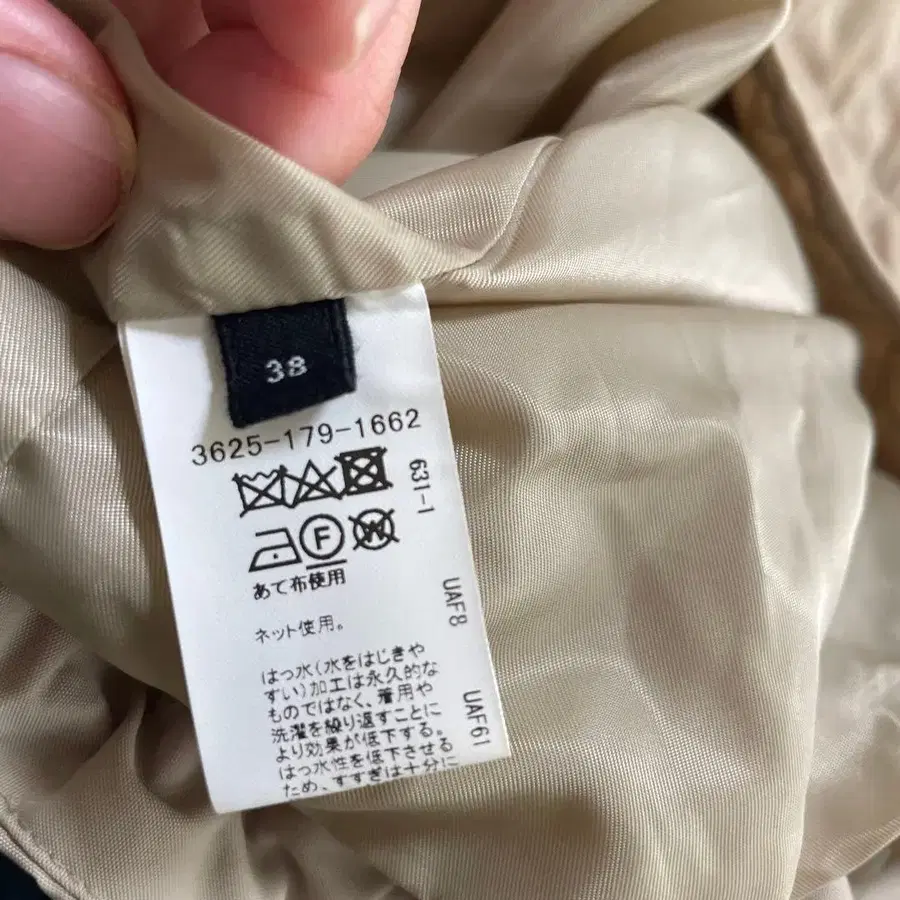 38
3625-179-1662
631-1
F
W
あて布使用
ネット使用。
はっ水(水をはじきや
すい)加工は永久的な
ものではなく、着用や
洗濯を繰り返すことに
より効果が低下する。
はっ水性を低下させる
ため、すすぎは十分に
UAF8
UAF61